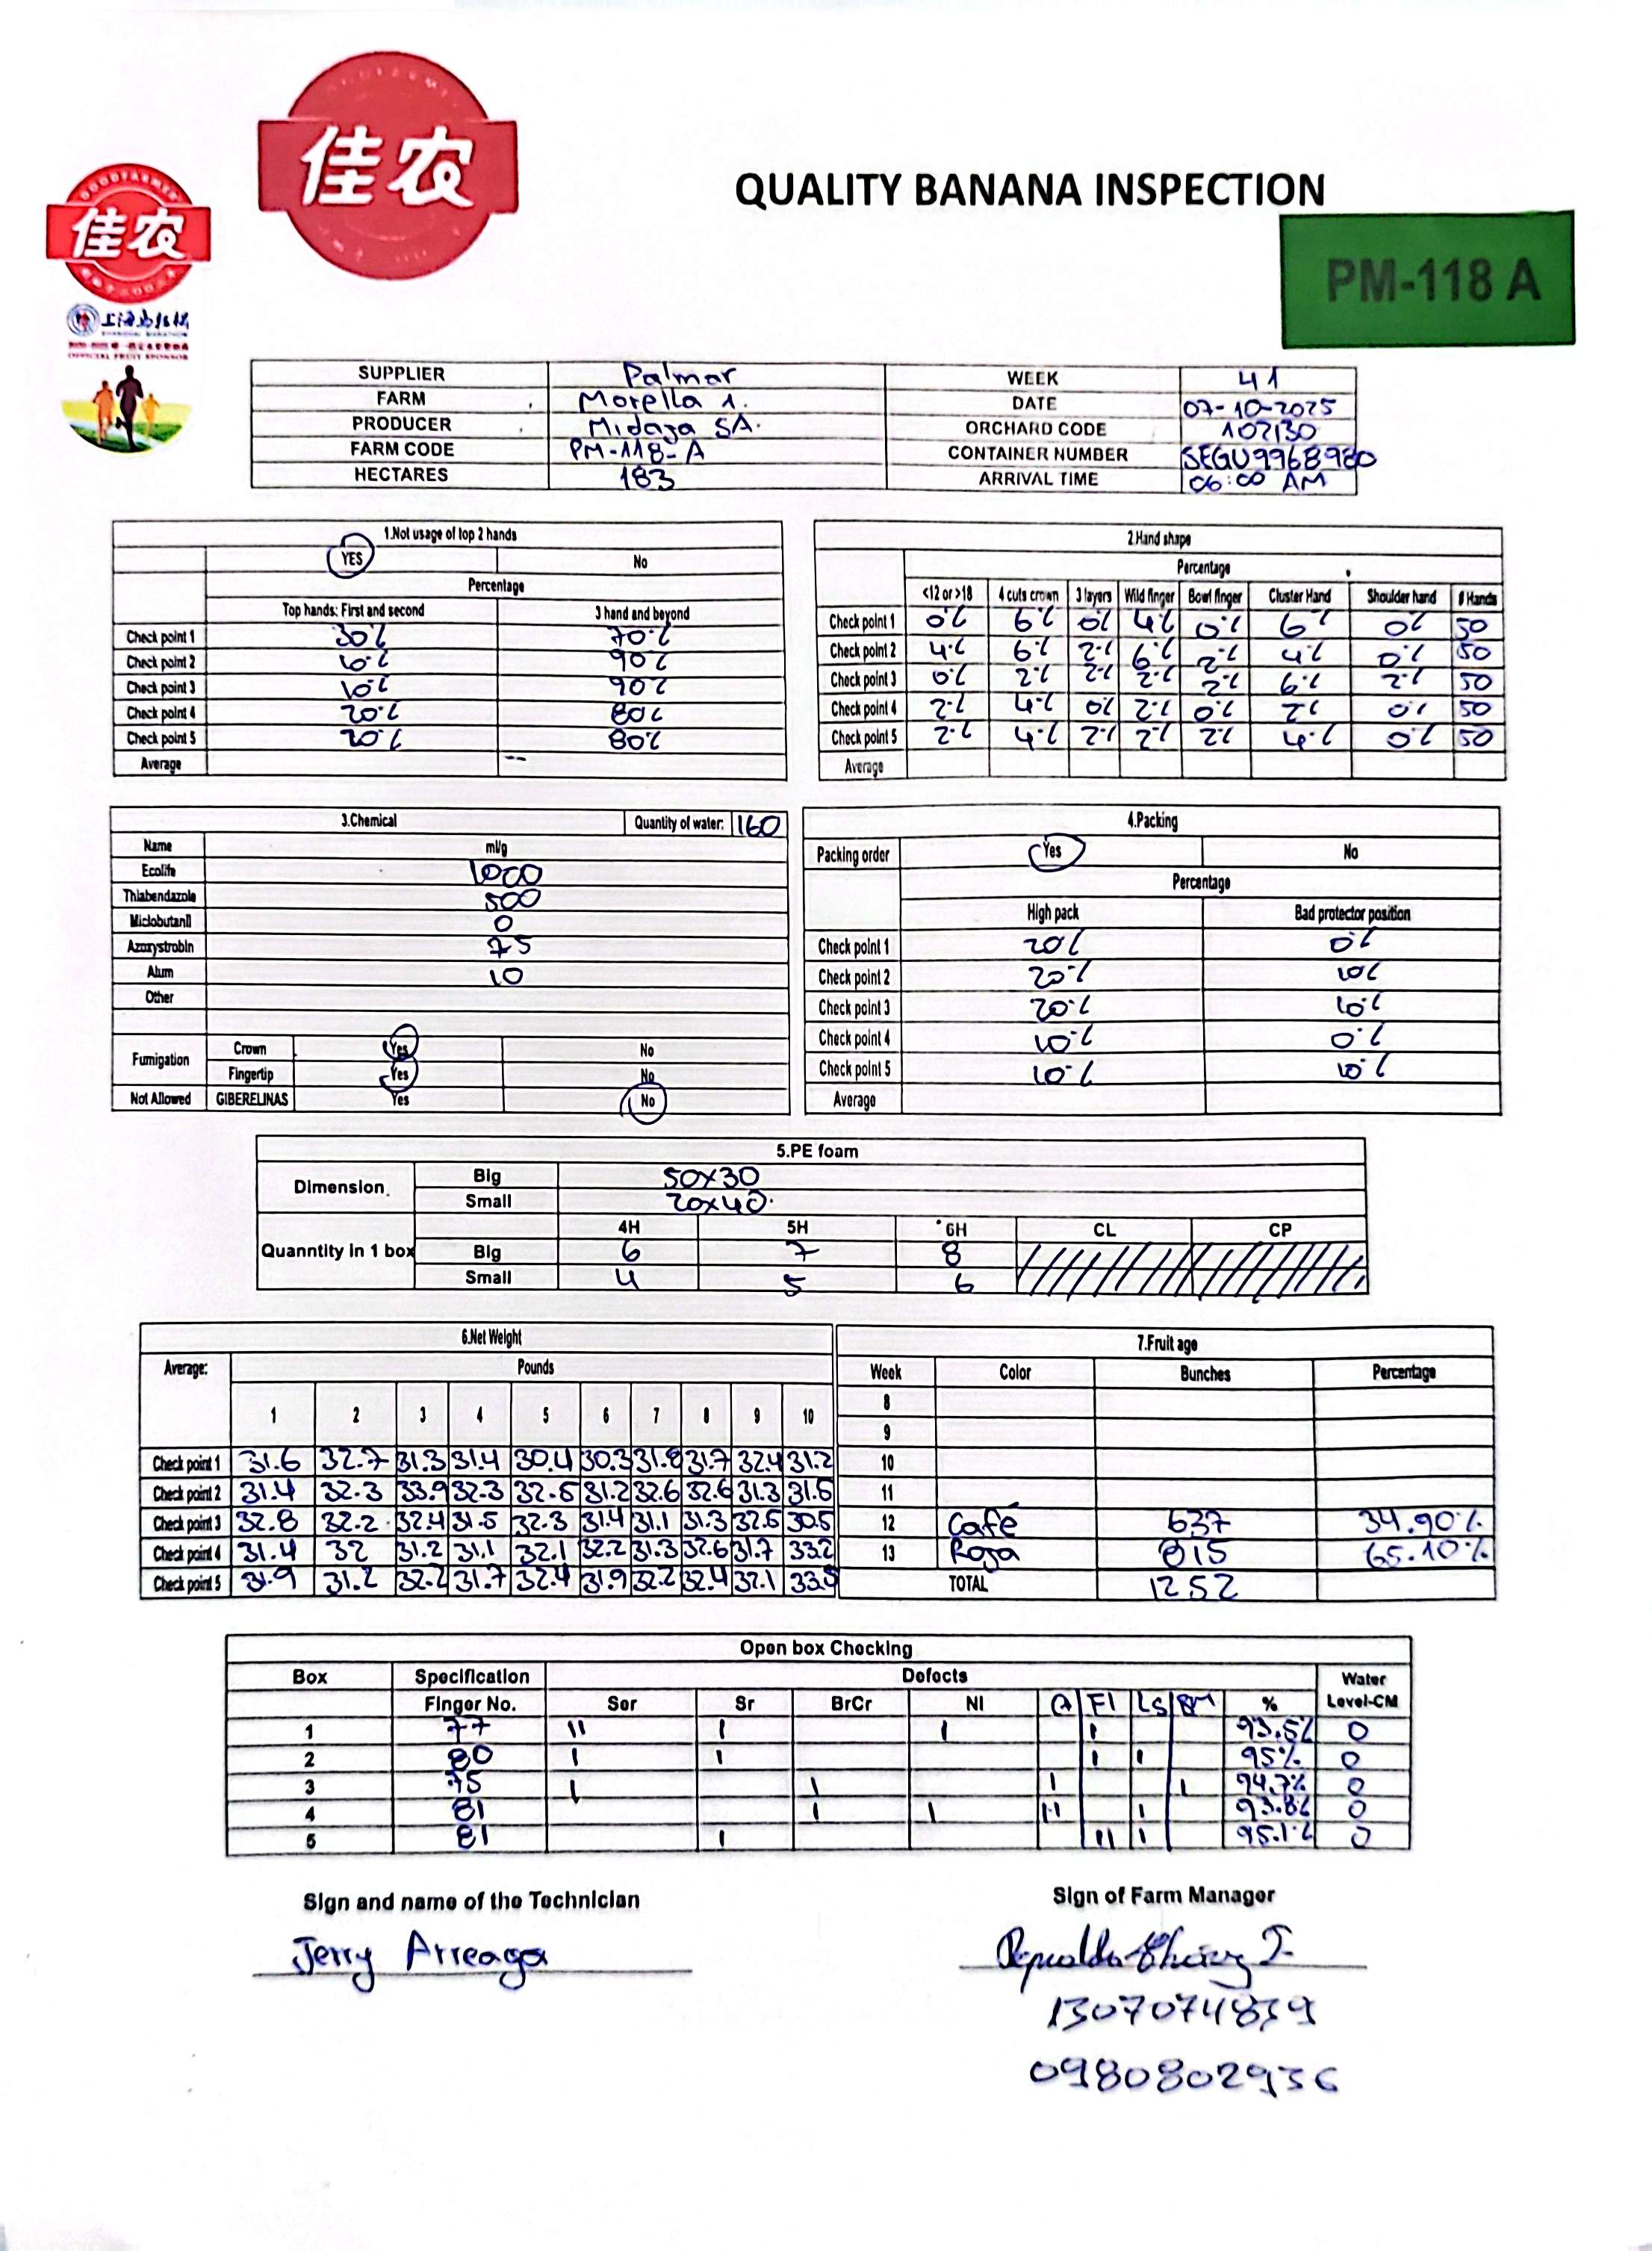 佳农
佳农
GOODFARMER
QUALITY BANANA INSPECTION
PM-118 A
OFFICIAL FRUIT SPONSOR
SUPPLIER Palmar WEEK 41
FARM Morella 1. DATE 07-10-2025
PRODUCER Midaza SA. ORCHARD CODE 107130
FARM CODE PM-118-A CONTAINER NUMBER SEGU9968980
HECTARES 183 ARRIVAL TIME 06:00 AM
1.Not usage of top 2 hands
YES No
Percentage
Top hands: First and second 3 hand and beyond
Check point 1 30% 70%
Check point 2 10% 90%
Check point 3 10% 90%
Check point 4 20% 80%
Check point 5 20% 80%
Average --
2.Hand shape
Percentage
<12 or >18 4 cuts crown 3 layers Wild finger Bowl finger Cluster Hand Shoulder hand # Hands
Check point 1 0% 6% 0% 4% 0% 6% 0% 50
Check point 2 4% 6% 2% 6% 2% 4% 0% 50
Check point 3 0% 2% 2% 2% 2% 6% 2% 50
Check point 4 2% 4% 0% 2% 0% 2% 0% 50
Check point 5 2% 4% 2% 2% 2% 4% 0% 50
Average
3.Chemical Quantity of water: 160
Name ml/g
Ecolife 1000
Thiabendazole 500
Miclobutanil 0
Azoxystrobin 75
Alum 10
Other
Fumigation Crown Yes No
Fingertip Yes No
Not Allowed GIBERELINAS Yes No
4.Packing
Packing order Yes No
Percentage
High pack Bad protector position
Check point 1 20% 0%
Check point 2 20% 10%
Check point 3 20% 10%
Check point 4 10% 0%
Check point 5 10% 10%
Average
5.PE foam
Dimension. Big 50x30
Small 20x40.
4H 5H 6H CL CP
Quanntity in 1 box Big 6 7 8
Small 4 5 6
6.Net Weight
Average: Pounds
1 2 3 4 5 6 7 8 9 10
Check point 1 31.6 32.7 31.3 31.4 30.4 30.3 31.8 31.7 32.4 31.2
Check point 2 31.4 32.3 33.9 32.3 32.5 31.2 32.6 32.6 31.3 31.5
Check point 3 32.8 32.2 32.4 31.5 32.3 31.4 31.1 31.3 32.5 30.5
Check point 4 31.4 32 31.2 31.1 32.1 32.2 31.3 32.6 31.7 33.2
Check point 5 31.9 31.2 32.2 31.7 32.4 31.9 32.2 32.4 32.1
7.Fruit age
Week Color Bunches Percentage
8
9
10
11
12 Café 637 34.90%
13 Roja 815 65.10%
TOTAL 1252
Open box Checking
Box Specification Defects Water
Finger No. Ser Sr BrCr NI A FI LS BM % Level-CM
1 77 II I I I 93.5% 0
2 80 I I I I 95% 0
3 75 I I I I 94.7% 0
4 81 I I II I 93.8% 0
5 81 I II I 95.1% 0
Sign and name of the Technician
Jerry Arreaga
Sign of Farm Manager
1307074839
0980802936